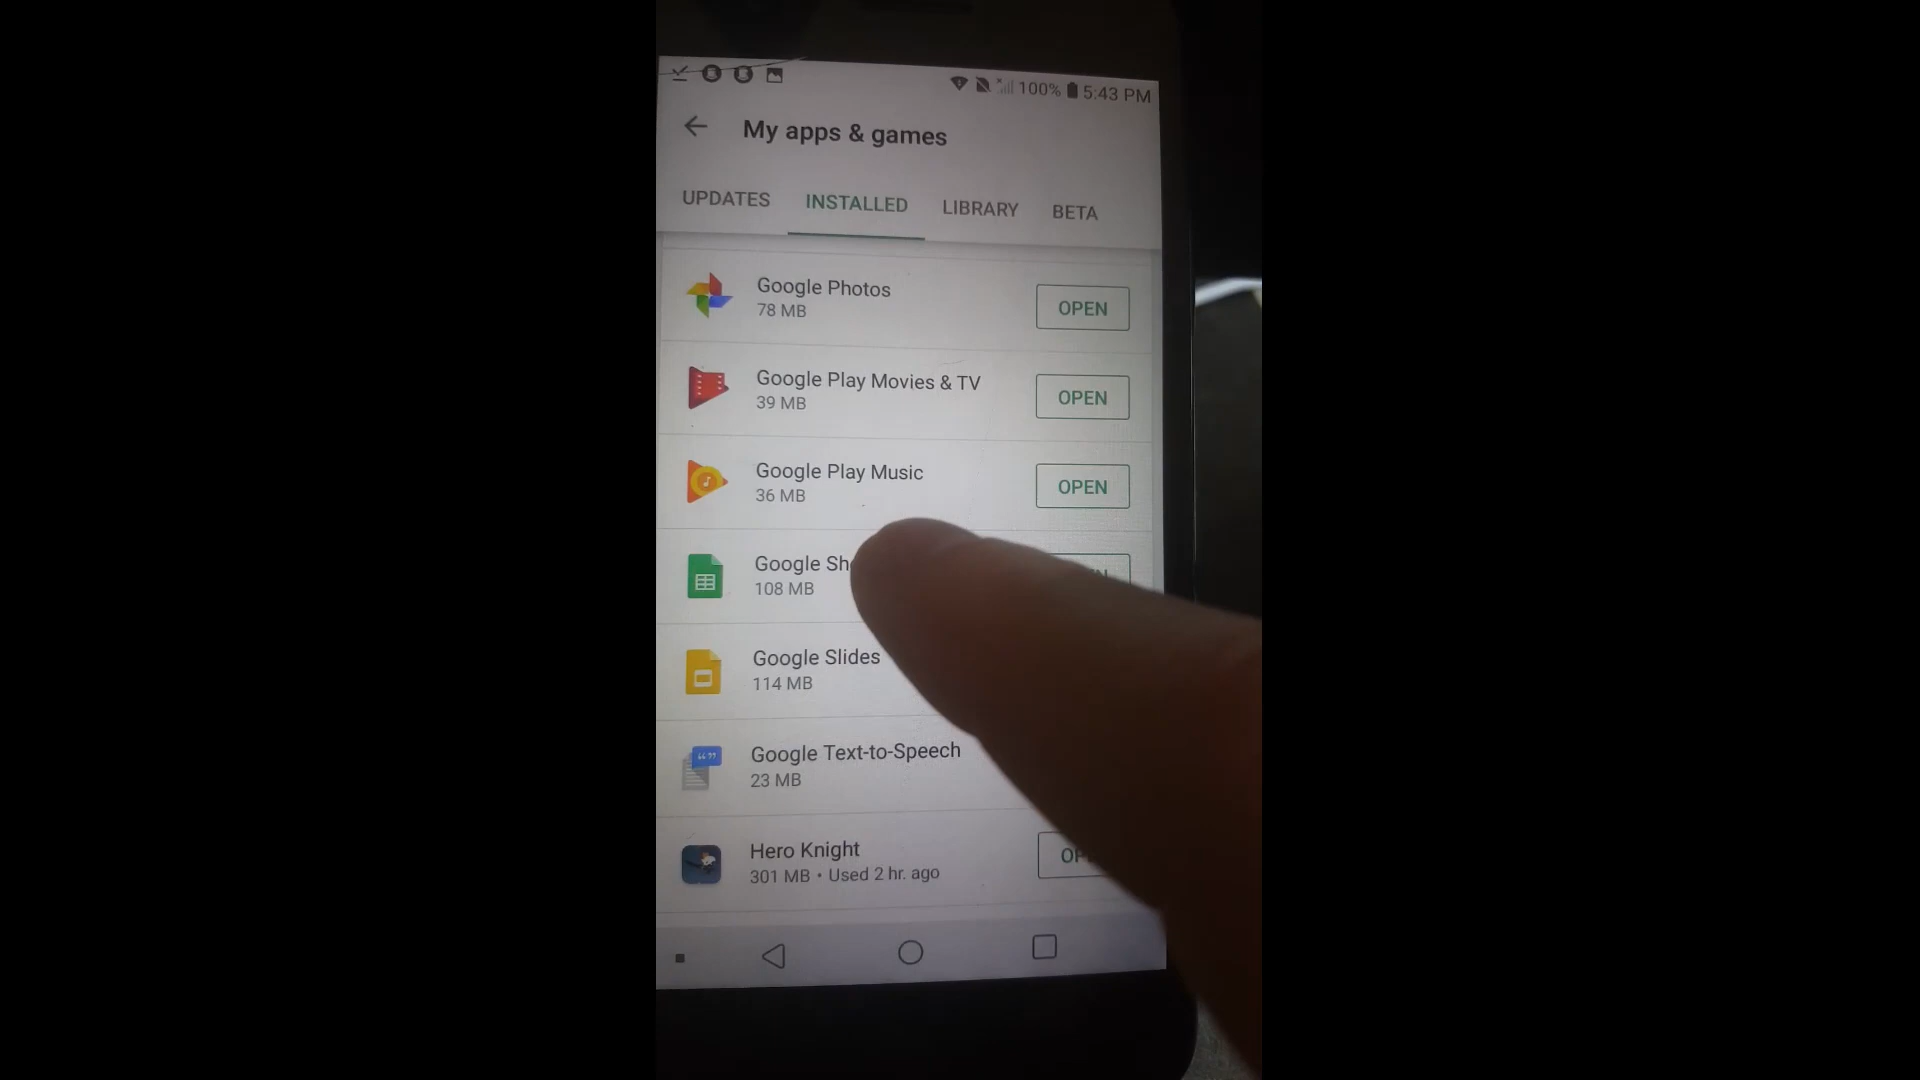 100% 5:43 PM
My apps & games
UPDATES INSTALLED LIBRARY BETA
Google Photos
78 MB
OPEN
Google Play Movies & TV
39 MB
OPEN
Google Play Music
36 MB
OPEN
Google Sh
108 MB
Google Slides
114 MB
Google Text-to-Speech
23 MB
Hero Knight
301 MB • Used 2 hr. ago
OP